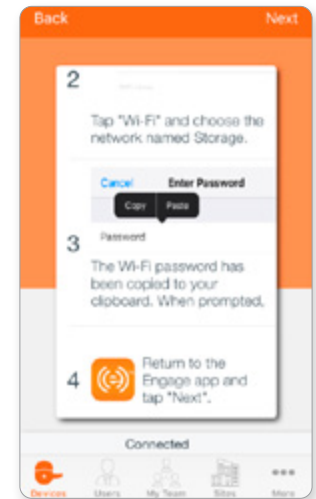 Back Next
2
Tap "Wi-Fi" and choose the
network named Storage.
Cancel Enter Password
Copy Paste
Password
3
The Wi-Fi password has
been copied to your
clipboard. When prompted,
4
Return to the
Engage app and
tap "Next".
Connected
Devices Users My Team Sites More